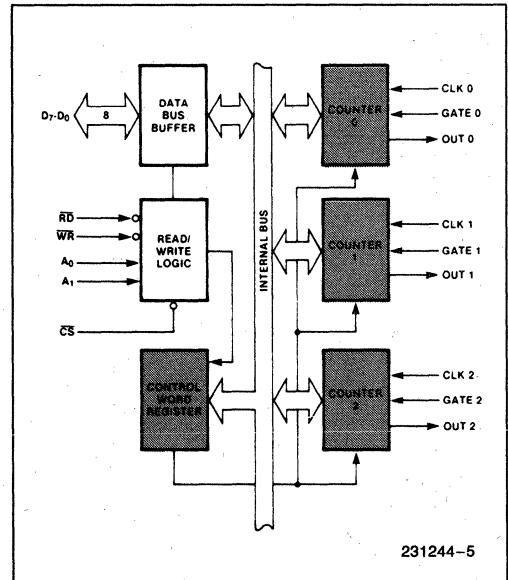 DATA
BUS
BUFFER
D7-D0
8
RD
WR
A0
A1
READ/
WRITE
LOGIC
CS
CONTROL
WORD
REGISTER
INTERNAL BUS
COUNTER
0
CLK 0
GATE 0
OUT 0
COUNTER
1
CLK 1
GATE 1
OUT 1
COUNTER
2
CLK 2
GATE 2
OUT 2
231244-5